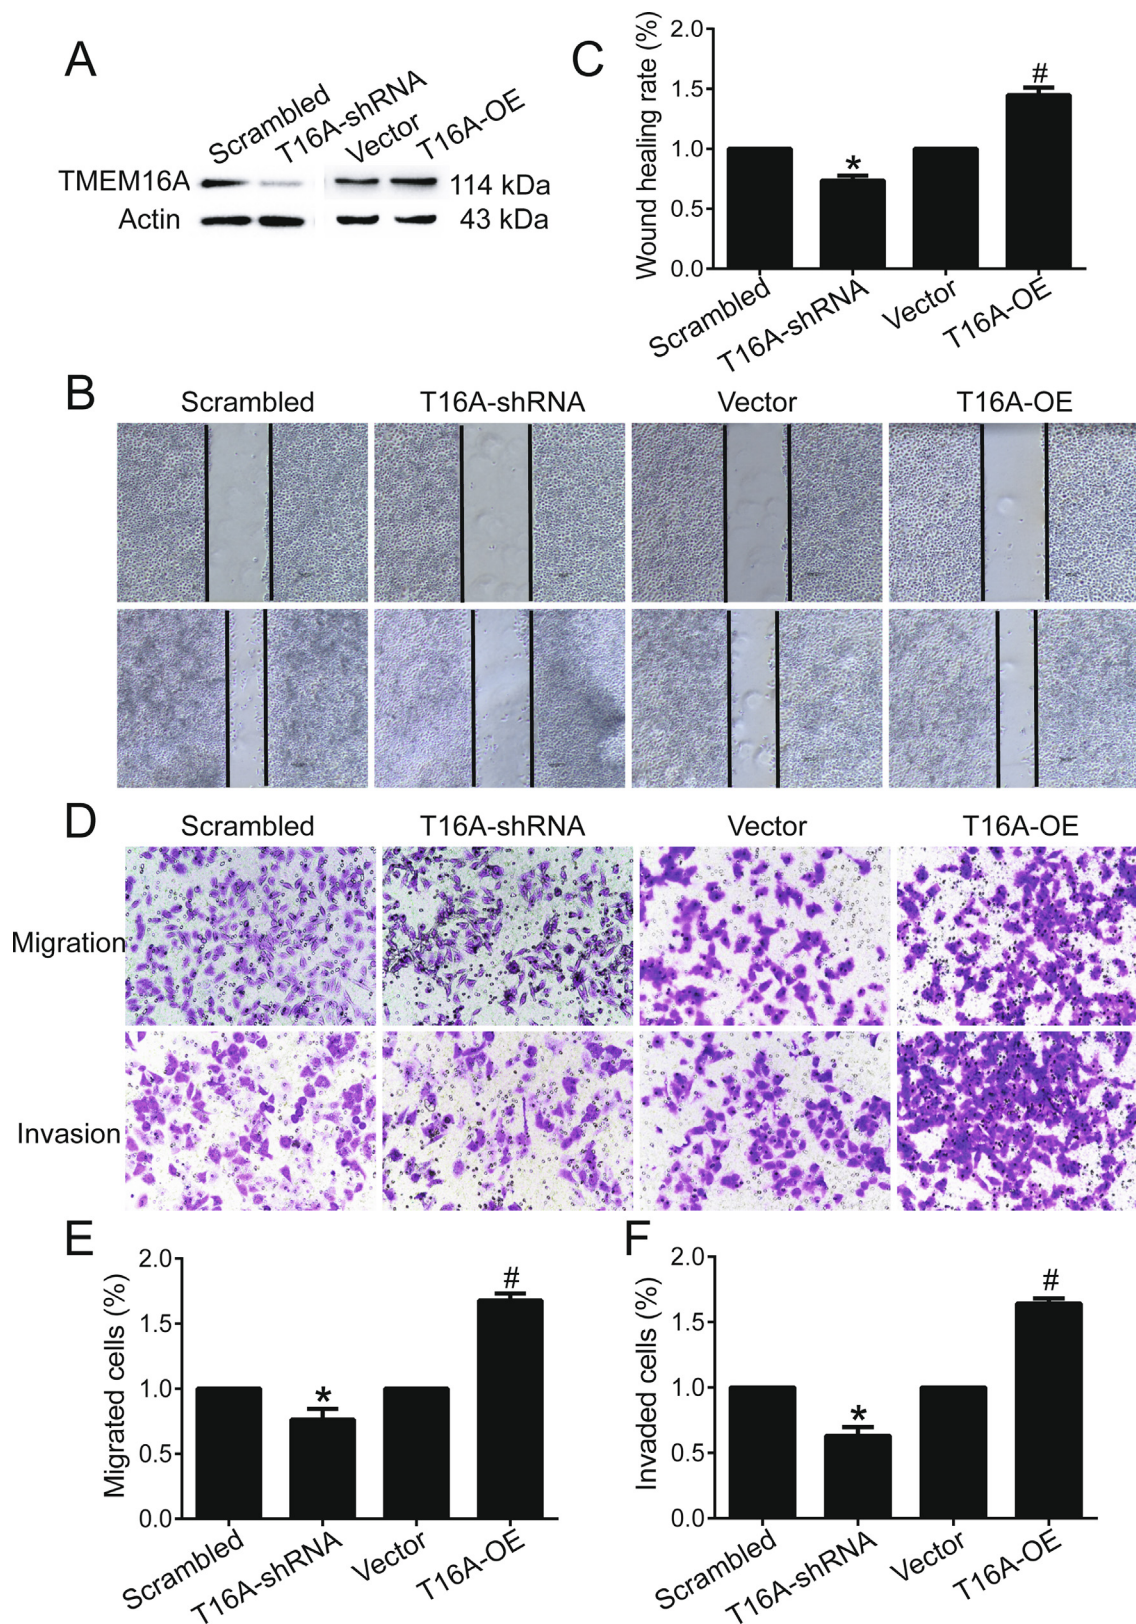 A
Scrambled
T16A-shRNA
Vector
T16A-OE
TMEM16A
114 kDa
Actin
43 kDa
C
Wound healing rate (%)
2.0
1.5
1.0
0.5
0.0
#
*
Scrambled
T16A-shRNA
Vector
T16A-OE
B
Scrambled
T16A-shRNA
Vector
T16A-OE
D
Scrambled
T16A-shRNA
Vector
T16A-OE
Migration
Invasion
E
Migrated cells (%)
2.0
1.5
1.0
0.5
0.0
#
*
Scrambled
T16A-shRNA
Vector
T16A-OE
F
Invaded cells (%)
2.0
1.5
1.0
0.5
0.0
#
*
Scrambled
T16A-shRNA
Vector
T16A-OE